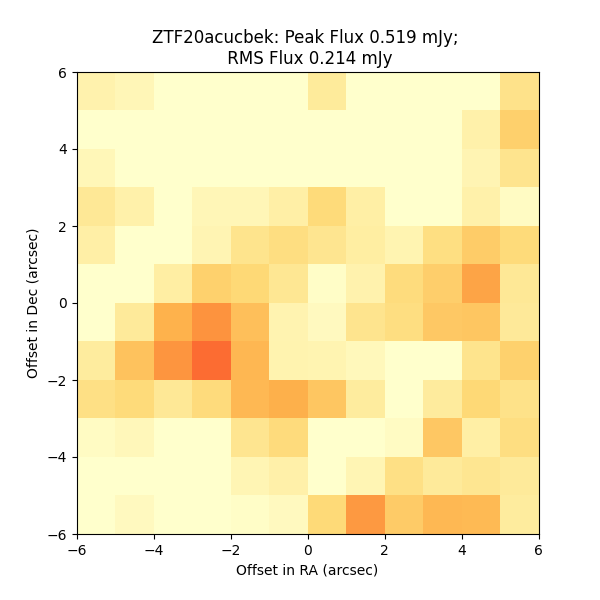 ZTF20acucbek: Peak Flux 0.519 mJy;
RMS Flux 0.214 mJy
6
4
2
0
−2
−4
−6
Offset in Dec (arcsec)
−6 −4 −2 0 2 4 6
Offset in RA (arcsec)